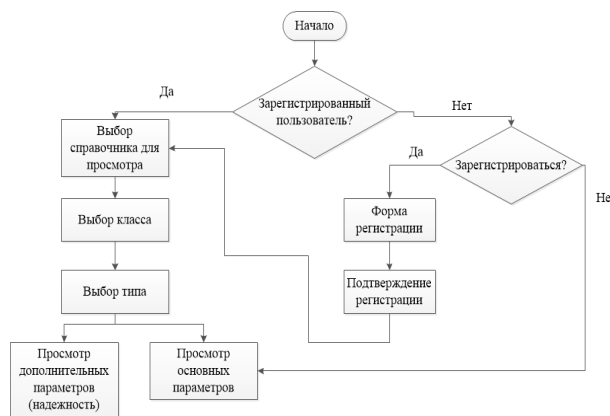 Начало
Да
Зарегистрированный
пользователь?
Нет
Выбор
справочника для
просмотра
Да
Зарегистрироваться?
Не
Выбор класса
Форма
регистрации
Выбор типа
Подтверждение
регистрации
Просмотр
дополнительных
параметров
(надежность)
Просмотр
основных
параметров